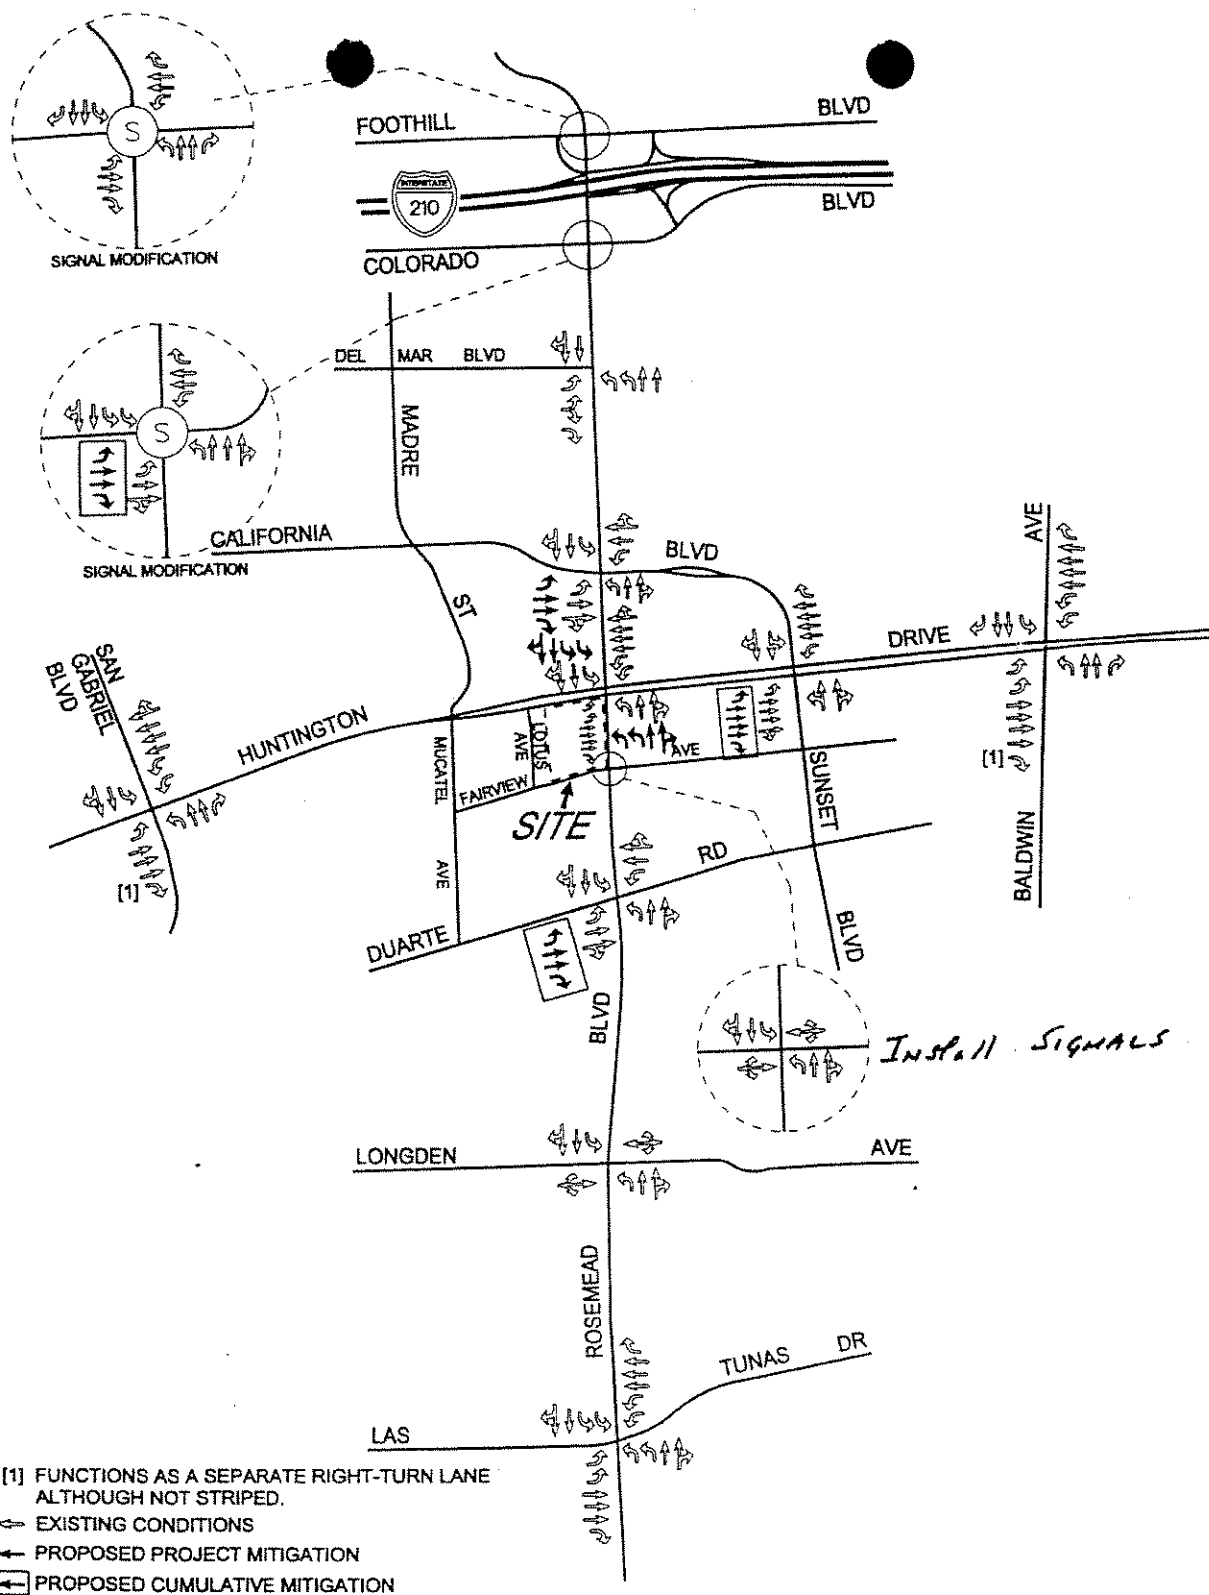 S
SIGNAL MODIFICATION
FOOTHILL
BLVD
INTERSTATE
210
BLVD
COLORADO
S
SIGNAL MODIFICATION
DEL MAR BLVD
MADRE
ST
CALIFORNIA
BLVD
AVE
DRIVE
SAN
GABRIEL
BLVD
HUNTINGTON
MUCATEL
AVE
LOTUS
AVE
AVE
FAIRVIEW
SITE
SUNSET
BLVD
[1]
BALDWIN
[1]
RD
DUARTE
BLVD
Install SIGNALS
LONGDEN
AVE
ROSEMEAD
TUNAS DR
LAS
[1] FUNCTIONS AS A SEPARATE RIGHT-TURN LANE
ALTHOUGH NOT STRIPED.
EXISTING CONDITIONS
PROPOSED PROJECT MITIGATION
PROPOSED CUMULATIVE MITIGATION